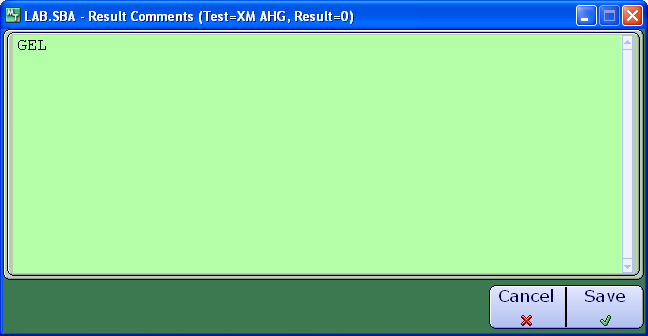 LAB.SBA - Result Comments (Test=XM AHG, Result=0)
GEL
Cancel
Save